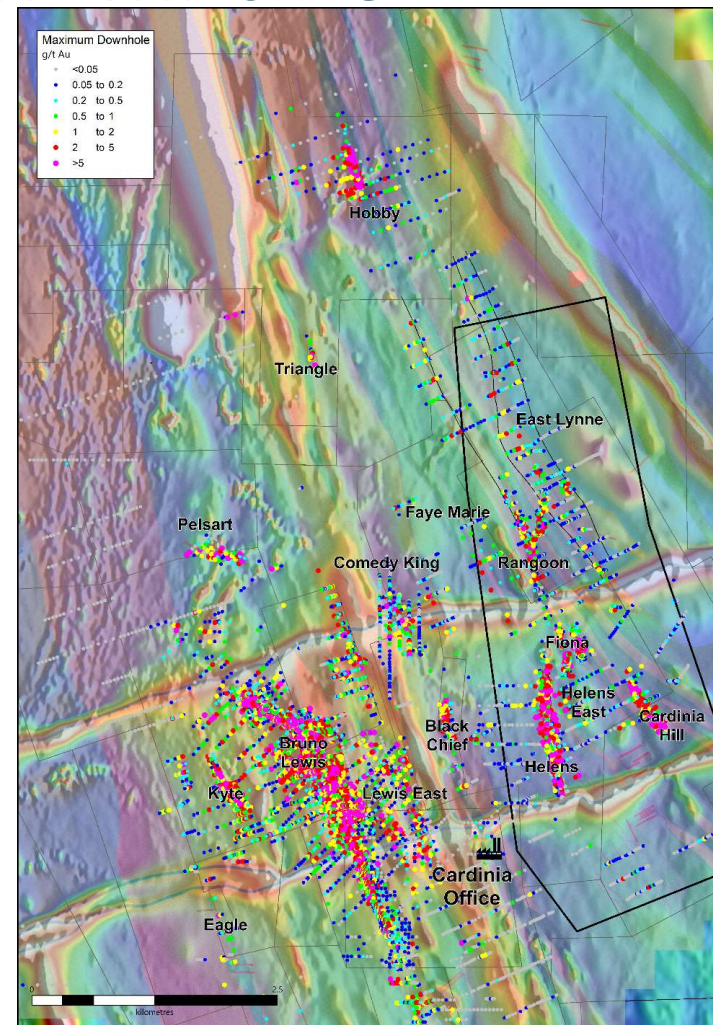 Maximum Downhole
g/t Au
<0.05
0.05 to 0.2
0.2 to 0.5
0.5 to 1
1 to 2
2 to 5
>5
Hobby
Triangle
East Lynne
Faye Marie
Pelsart
Comedy King
Rangoon
Fiona
Helens
East
Cardinia
Hill
Black
Chief
Bruno
Lewis
Helens
Kyte
Lewis East
Cardinia
Office
Eagle
0
2.5
kilometres